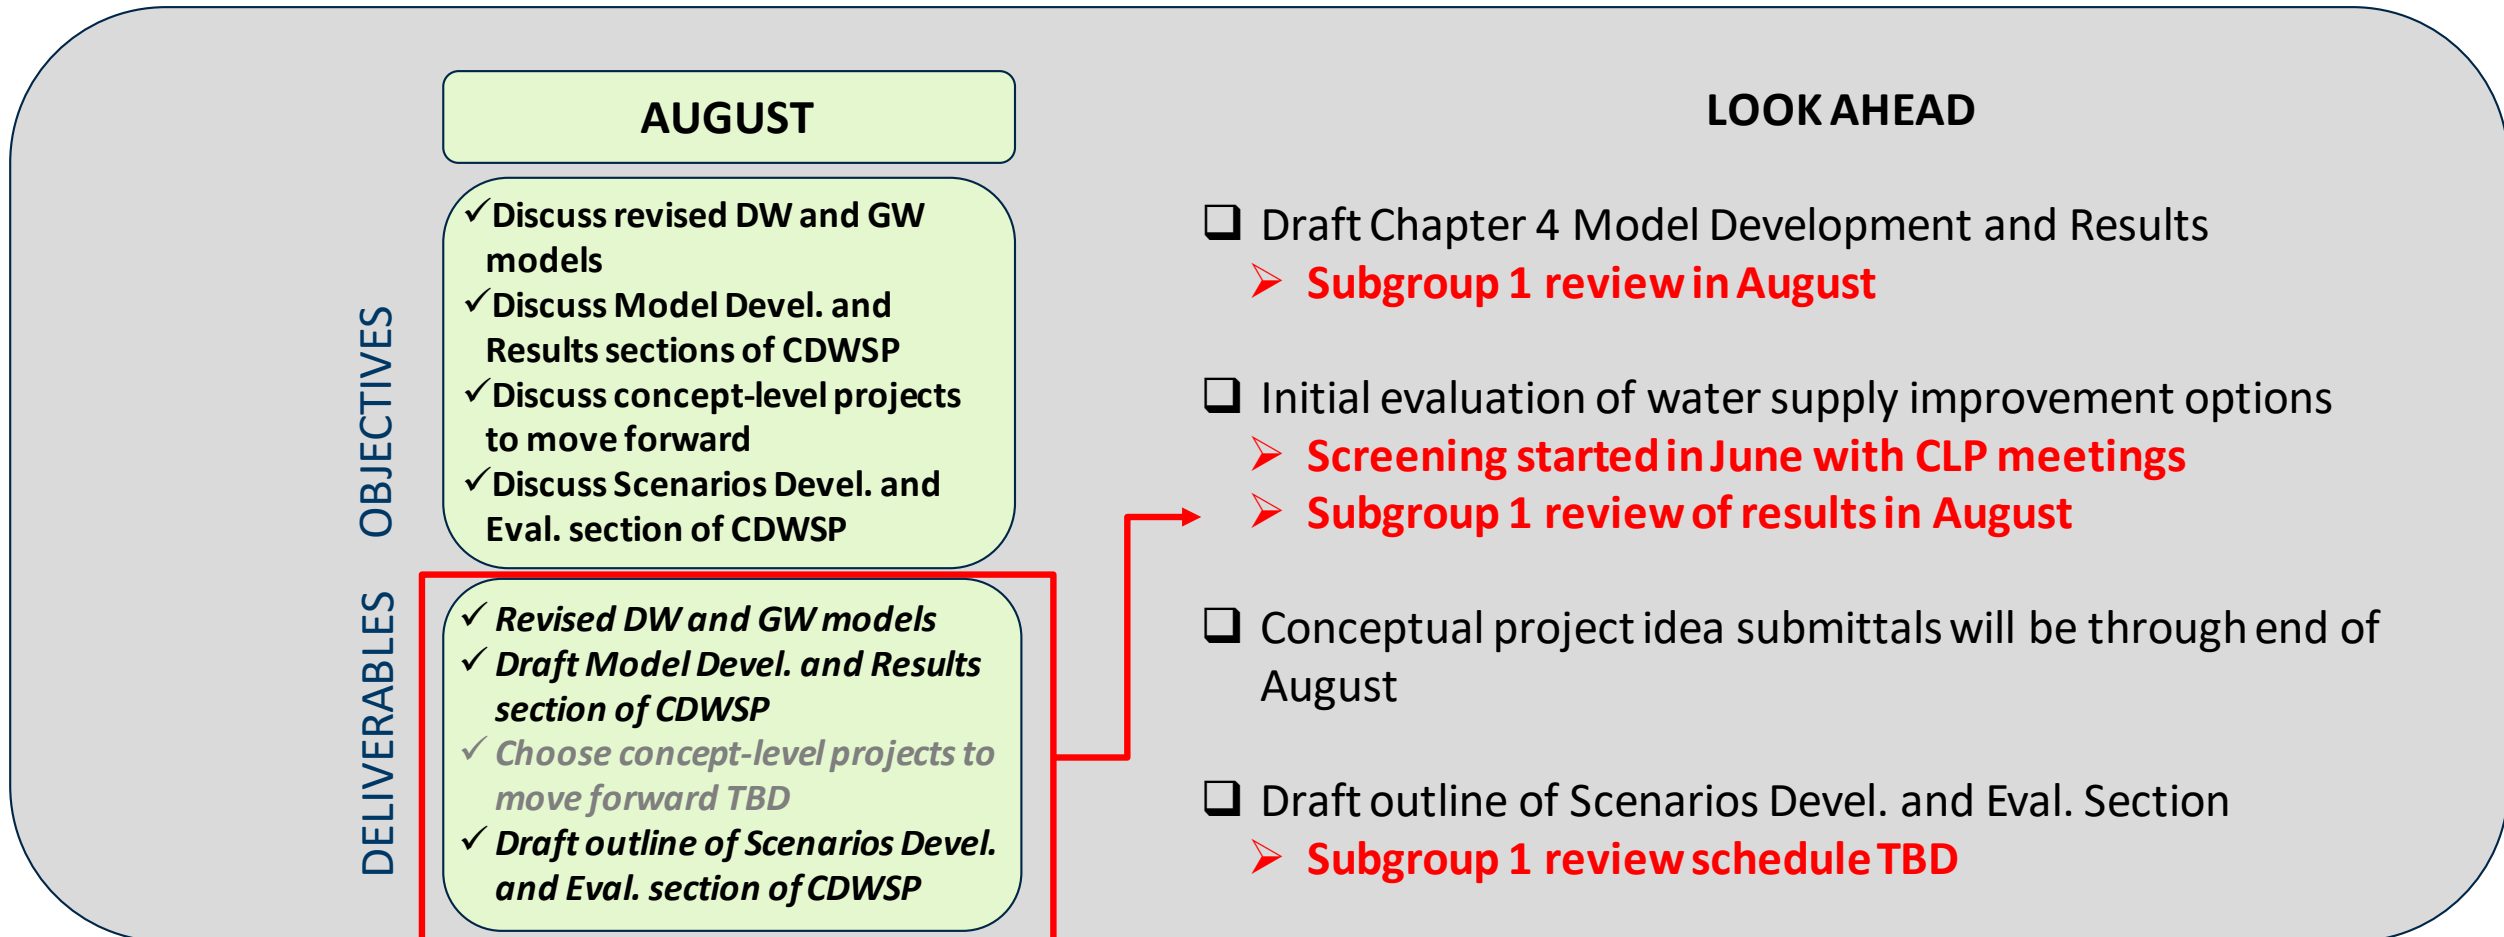 AUGUST
OBJECTIVES
✓Discuss revised DW and GW
models
✓Discuss Model Devel. and
Results sections of CDWSP
✓Discuss concept-level projects
to move forward
✓Discuss Scenarios Devel. and
Eval. section of CDWSP
DELIVERABLES
✓ Revised DW and GW models
✓ Draft Model Devel. and Results
section of CDWSP
✓ Choose concept-level projects to
move forward TBD
✓ Draft outline of Scenarios Devel.
and Eval. section of CDWSP
LOOK AHEAD
❑ Draft Chapter 4 Model Development and Results
➢ Subgroup 1 review in August
❑ Initial evaluation of water supply improvement options
➢ Screening started in June with CLP meetings
➢ Subgroup 1 review of results in August
❑ Conceptual project idea submittals will be through end of
August
❑ Draft outline of Scenarios Devel. and Eval. Section
➢ Subgroup 1 review schedule TBD